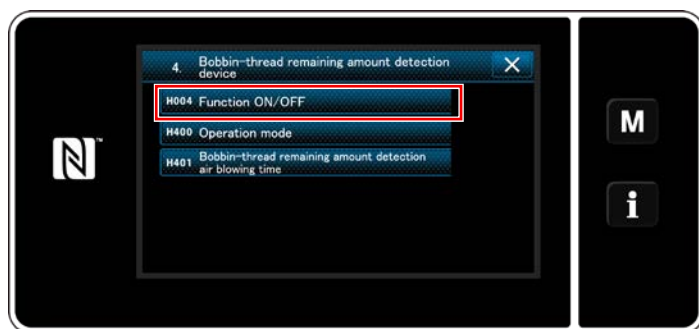 4. Bobbin-thread remaining amount detection
device
H004 Function ON/OFF
H400 Operation mode
H401 Bobbin-thread remaining amount detection
air blowing time
M
i